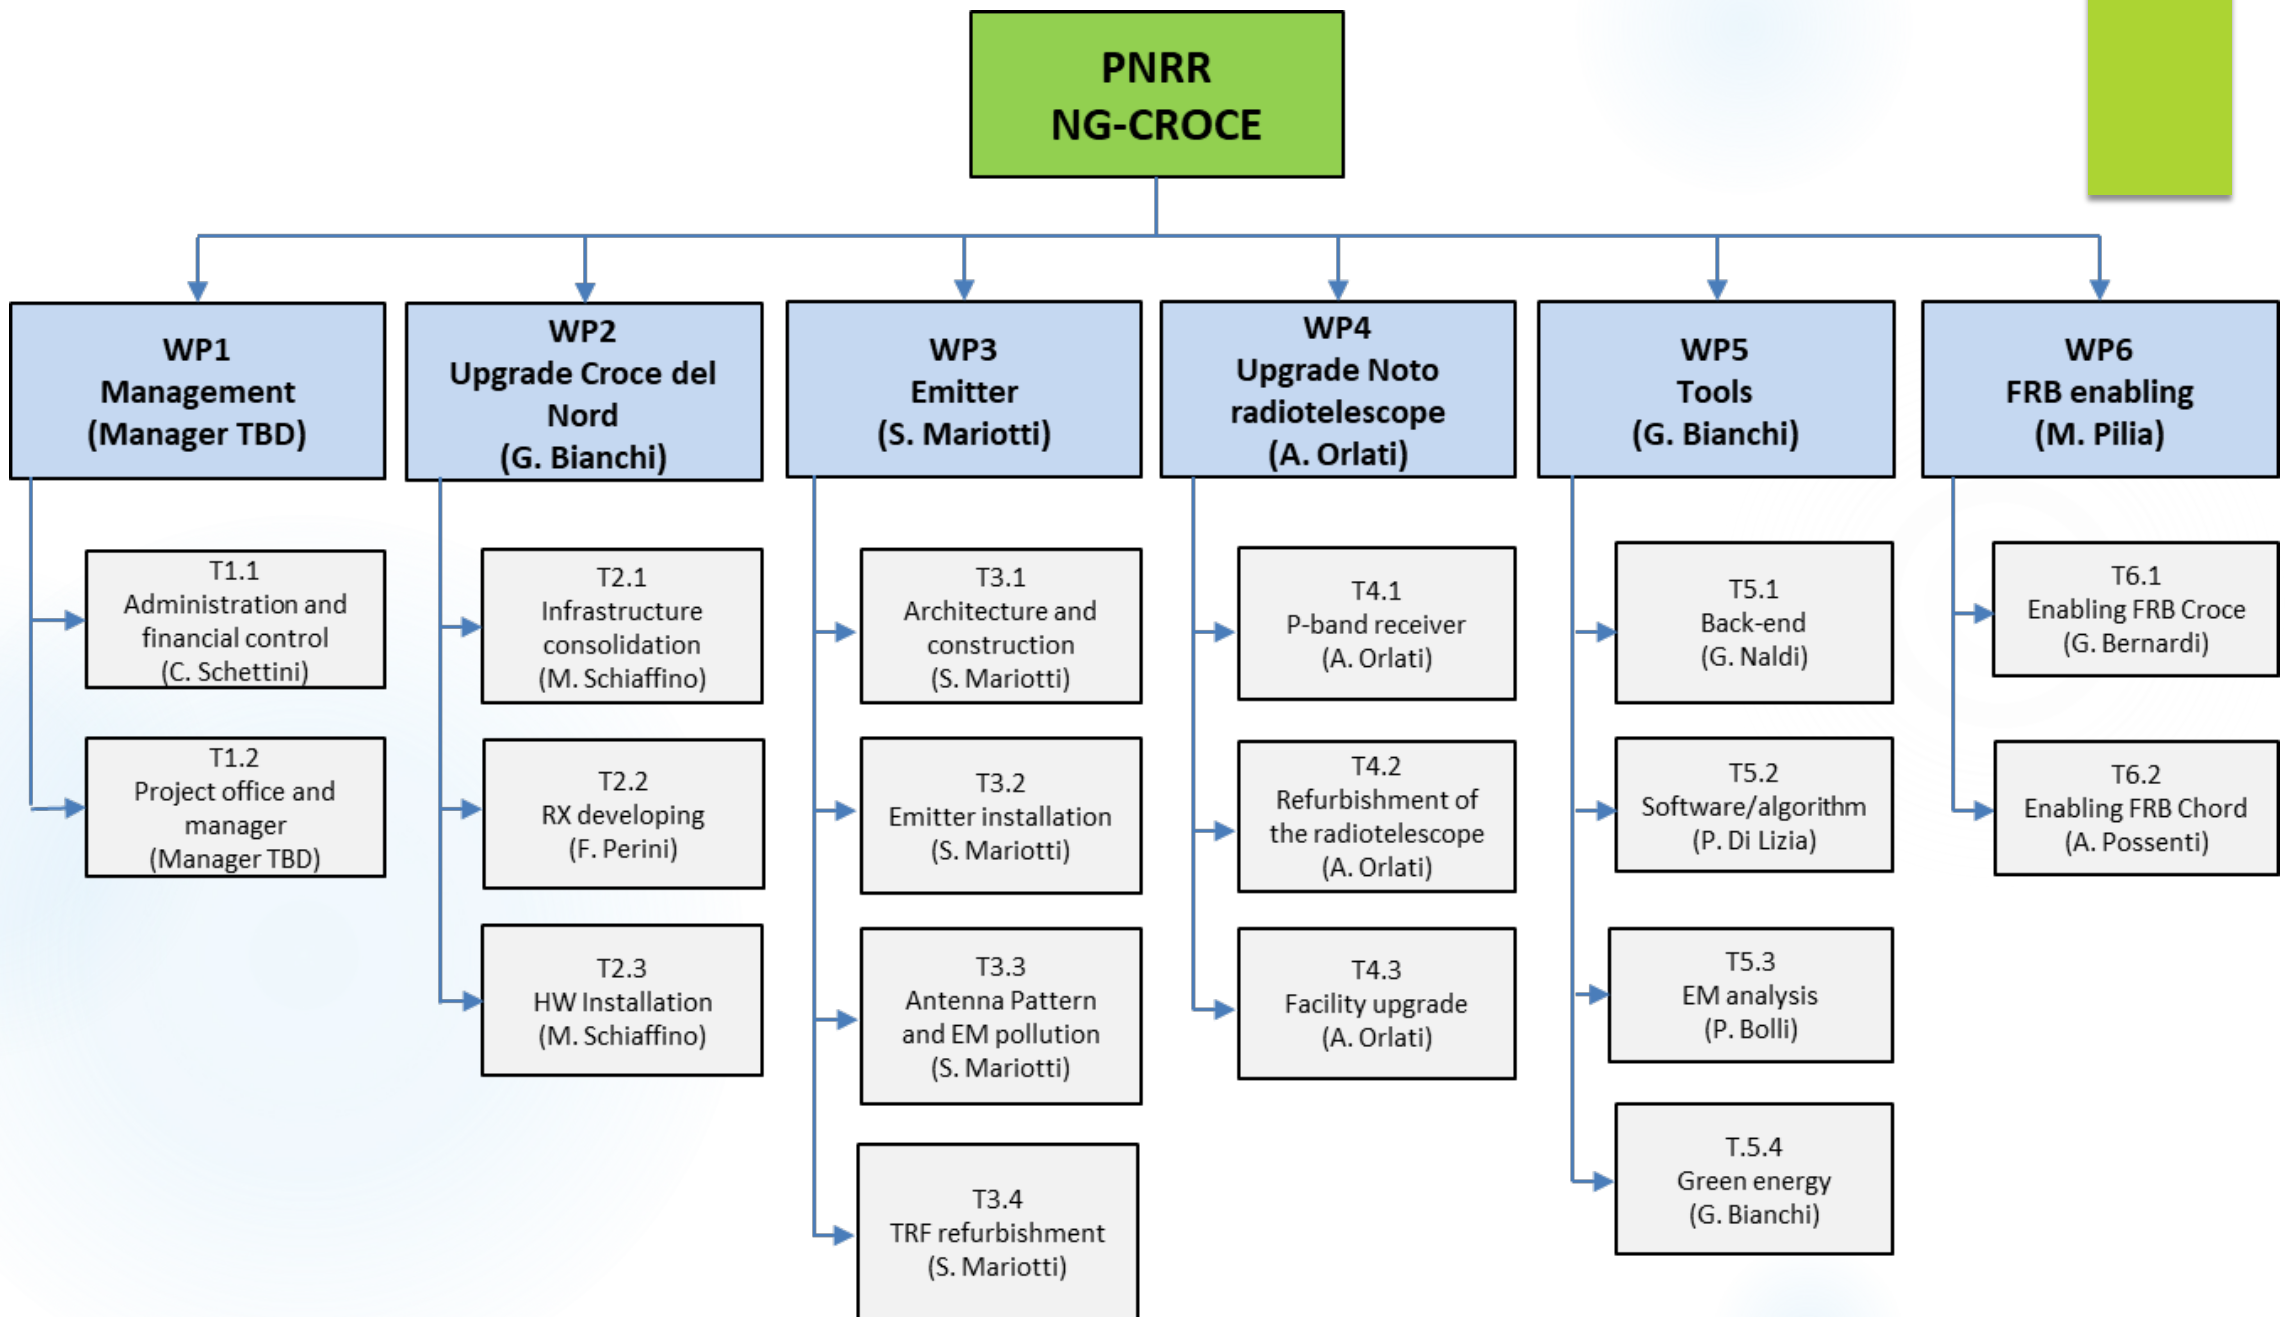 PNRR
NG-CROCE
WP1
Management
(Manager TBD)
WP2
Upgrade Croce del
Nord
(G. Bianchi)
WP3
Emitter
(S. Mariotti)
WP4
Upgrade Noto
radiotelescope
(A. Orlati)
WP5
Tools
(G. Bianchi)
WP6
FRB enabling
(M. Pilia)
T1.1
Administration and
financial control
(C. Schettini)
T1.2
Project office and
manager
(Manager TBD)
T2.1
Infrastructure
consolidation
(M. Schiaffino)
T2.2
RX developing
(F. Perini)
T2.3
HW Installation
(M. Schiaffino)
T3.1
Architecture and
construction
(S. Mariotti)
T3.2
Emitter installation
(S. Mariotti)
T3.3
Antenna Pattern
and EM pollution
(S. Mariotti)
T3.4
TRF refurbishment
(S. Mariotti)
T4.1
P-band receiver
(A. Orlati)
T4.2
Refurbishment of
the radiotelescope
(A. Orlati)
T4.3
Facility upgrade
(A. Orlati)
T5.1
Back-end
(G. Naldi)
T5.2
Software/algorithm
(P. Di Lizia)
T5.3
EM analysis
(P. Bolli)
T.5.4
Green energy
(G. Bianchi)
T6.1
Enabling FRB Croce
(G. Bernardi)
T6.2
Enabling FRB Chord
(A. Possenti)